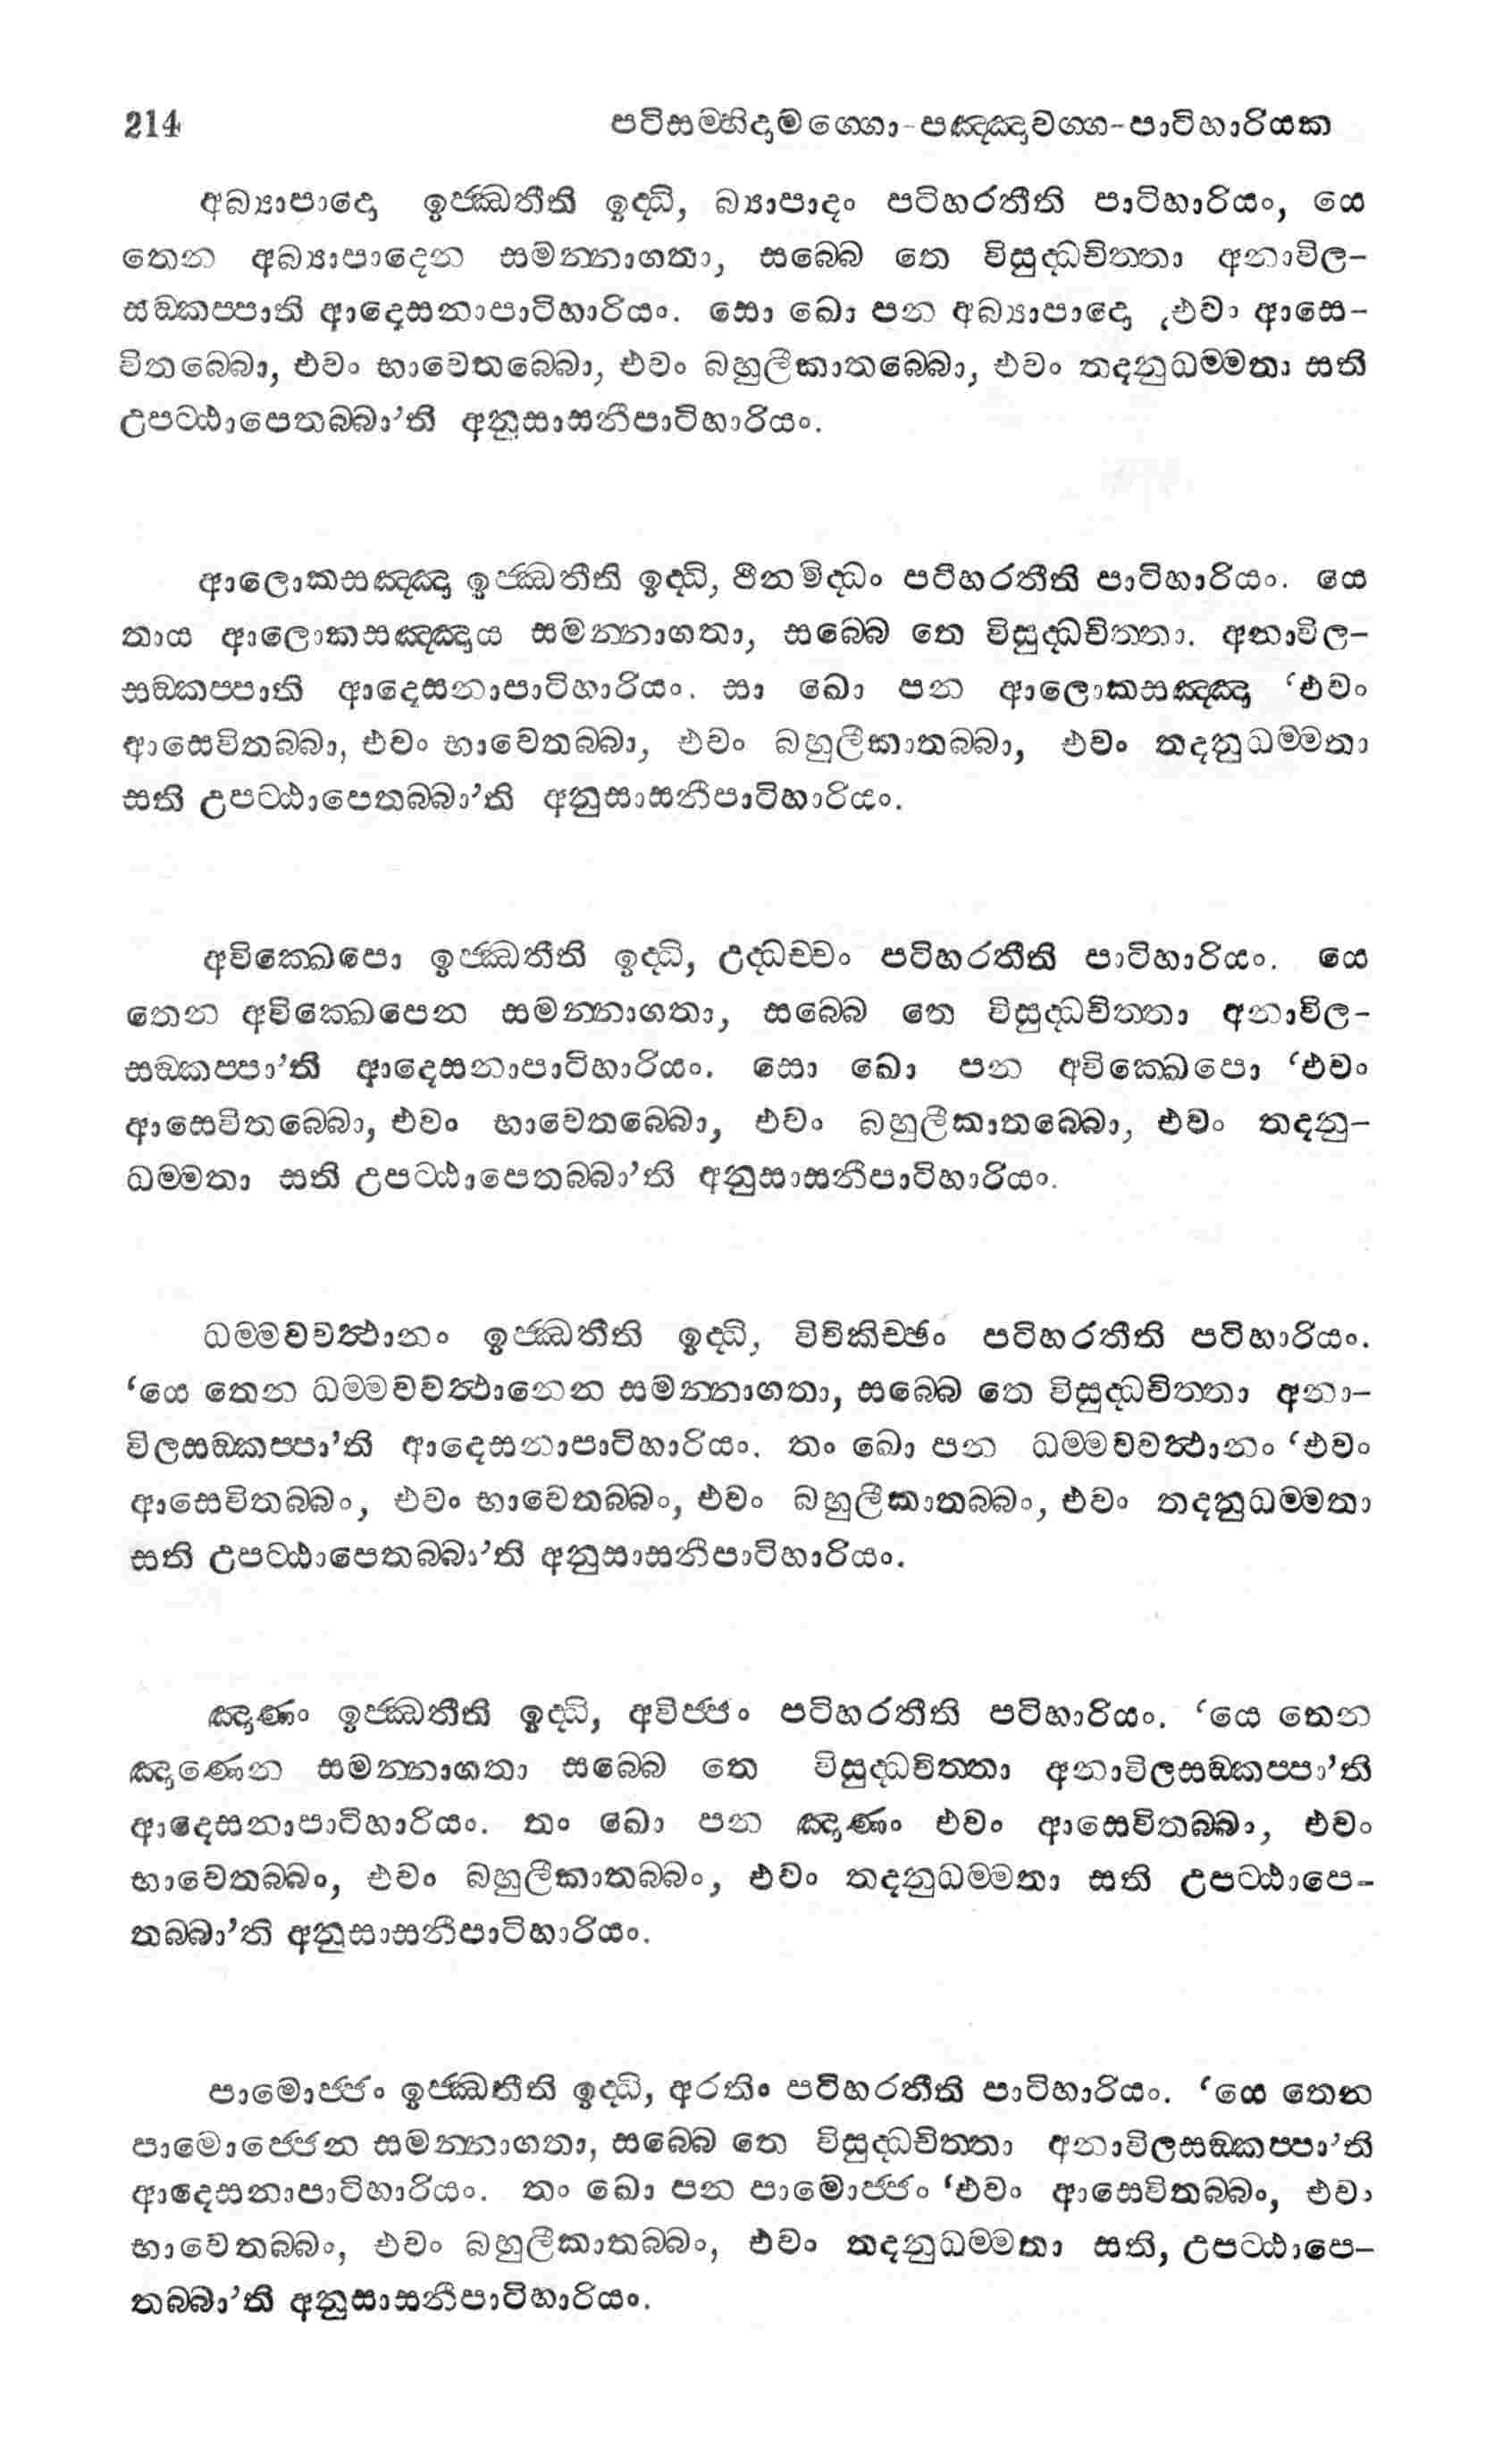 214 පටිසම්භිදාමග්ගො-පඤ්ඤාවග්ග-පාටිහාරියක
අබ්‍යාපාදො ඉජ්ඣතීති ඉද්ධි, බ්‍යාපාදං පටිහරතීති පාටිහාරියං, යෙ
තෙන අබ්‍යාපාදෙන සමන්නාගතා, සබ්බෙ තෙ විසුද්ධචිත්තා අනාවිල-
සඞ්කප්පාති ආදෙසනාපාටිහාරියං. සො ඛො පන අබ්‍යාපාදො ‘එවං ආසෙ-
විතබ්බො, එවං භාවෙතබ්බො, එවං බහුලීකාතබ්බො, එවං තදනුධම්මතා සති
උපට්ඨාපෙතබ්බා’ති අනුසාසනීපාටිහාරියං.
ආලොකසඤ්ඤා ඉජ්ඣතීති ඉද්ධි, ථීනමිද්ධං පටිහරතීති පාටිහාරියං. යෙ
තාය ආලොකසඤ්ඤාය සමන්නාගතා, සබ්බෙ තෙ විසුද්ධචිත්තා. අනාවිල-
සඞ්කප්පාති ආදෙසනාපාටිහාරියං. සා ඛො පන ආලොකසඤ්ඤා ‘එවං
ආසෙවිතබ්බා, එවං භාවෙතබ්බා, එවං බහුලීකාතබ්බා, එවං තදනුධම්මතා
සති උපට්ඨාපෙතබ්බා’ති අනුසාසනීපාටිහාරියං.
අවික්ඛෙපො ඉජ්ඣතීති ඉද්ධි, උද්ධච්චං පටිහරතීති පාටිහාරියං. යෙ
තෙන අවික්ඛෙපෙන සමන්නාගතා, සබ්බෙ තෙ විසුද්ධචිත්තා අනාවිල-
සඞ්කප්පා’ති ආදෙසනාපාටිහාරියං. සො ඛො පන අවික්ඛෙපො ‘එවං
ආසෙවිතබ්බො, එවං භාවෙතබ්බො, එවං බහුලීකාතබ්බො, එවං තදනු-
ධම්මතා සති උපට්ඨාපෙතබ්බා’ති අනුසාසනීපාටිහාරියං.
ධම්මවවත්ථානං ඉජ්ඣතීති ඉද්ධි, විචිකිච්ඡං පටිහරතීති පටිහාරියං.
‘යෙ තෙන ධම්මවවත්ථානෙන සමන්නාගතා, සබ්බෙ තෙ විසුද්ධචිත්තා අනා-
විලසඞ්කප්පා’ති ආදෙසනාපාටිහාරියං. තං ඛො පන ධම්මවවත්ථානං ‘එවං
ආසෙවිතබ්බං, එවං භාවෙතබ්බං, එවං බහුලීකාතබ්බං, එවං තදනුධම්මතා
සති උපට්ඨාපෙතබ්බා’ති අනුසාසනීපාටිහාරියං.
ඤාණං ඉජ්ඣතීති ඉද්ධි, අවිජ්ජං පටිහරතීති පටිහාරියං. ‘යෙ තෙන
ඤාණෙන සමන්නාගතා සබ්බෙ තෙ විසුද්ධචිත්තා අනාවිලසඞ්කප්පා’ති
ආදෙසනාපාටිහාරියං. තං ඛො පන ඤාණං එවං ආසෙවිතබ්බා, එවං
භාවෙතබ්බං, එවං බහුලීකාතබ්බං, එවං තදනුධම්මතා සති උපට්ඨාපෙ-
තබ්බා’ති අනුසාසනීපාටිහාරියං.
පාමොජ්ජං ඉජ්ඣතීති ඉද්ධි, අරතිං පටිහරතීති පාටිහාරියං. ‘යෙ තෙන
පාමොජ්ජෙන සමන්නාගතා, සබ්බෙ තෙ විසුද්ධචිත්තා අනාවිලසඞ්කප්පා’ති
ආදෙසනාපාටිහාරියං. තං ඛො පන පාමොජ්ජං ‘එවං ආසෙවිතබ්බං, එවං
භාවෙතබ්බං, එවං බහුලීකාතබ්බං, එවං තදනුධම්මතා සති, උපට්ඨාපෙ-
තබ්බා’ති අනුසාසනීපාටිහාරියං.